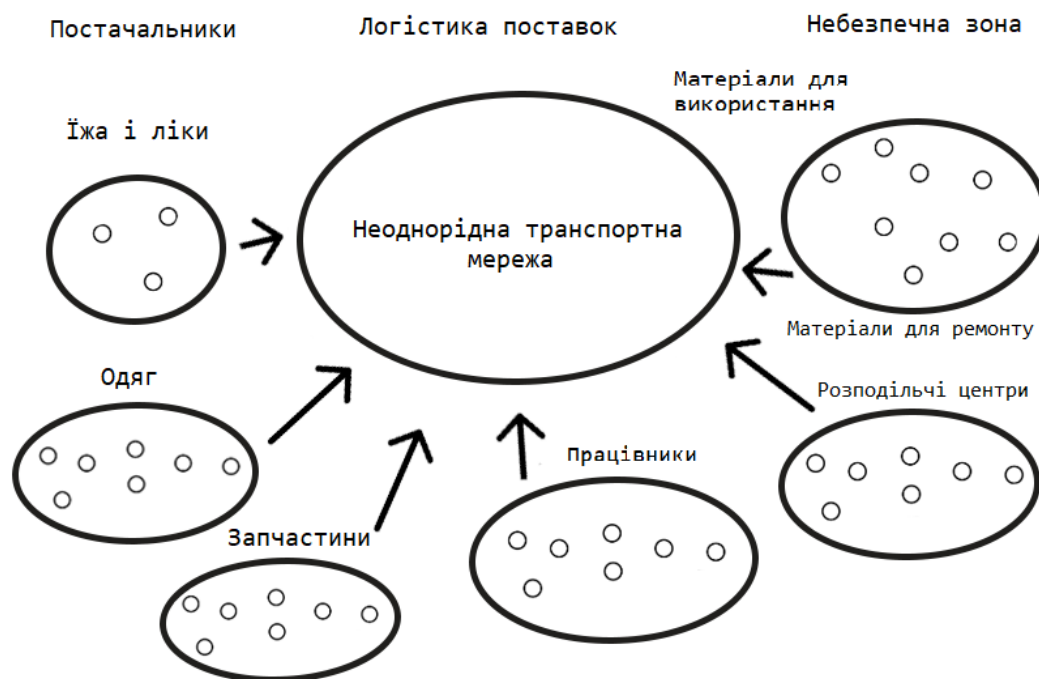 Постачальники
Логістика поставок
Небезпечна зона
Матеріали для
використання
Їжа і ліки
Неоднорідна транспортна
мережа
Матеріали для ремонту
Одяг
Розподільчі центри
Працівники
Запчастини